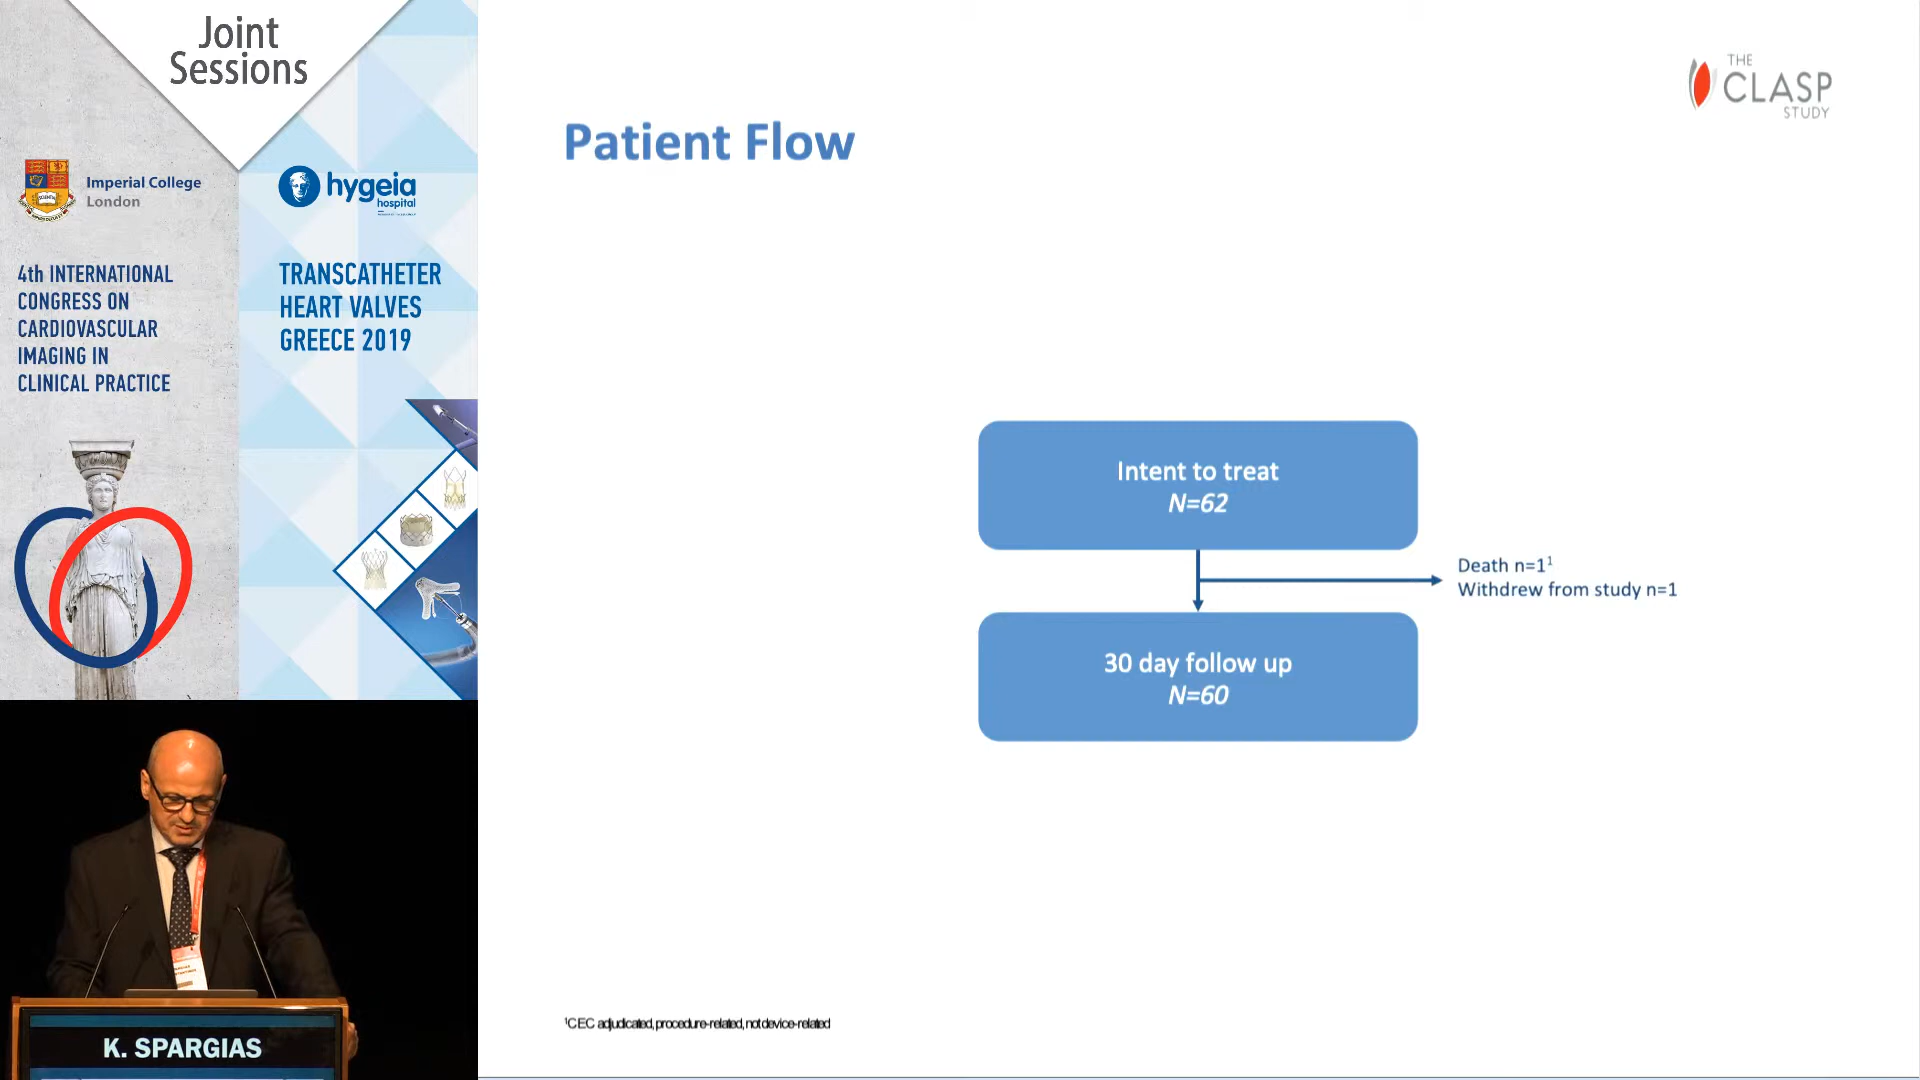 Joint
Sessions
Imperial College
London
hygeia
hospital
4th INTERNATIONAL
CONGRESS ON
CARDIOVASCULAR
IMAGING IN
CLINICAL PRACTICE
TRANSCATHETER
HEART VALVES
GREECE 2019
THE
CLASP
STUDY
Patient Flow
Intent to treat
N=62
Death n=1¹
Withdrew from study n=1
30 day follow up
N=60
¹CEC adjudicated, procedure-related, not device-related
K. SPARGIAS